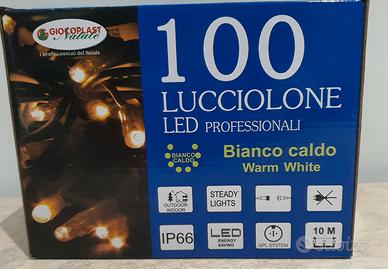 GIOCOPLAST
Natale
i professionisti del Natale
100
LUCCIOLONE
LED PROFESSIONALI
BIANCO
CALDO
Bianco caldo
Warm White
OUTDOOR
INDOOR
STEADY
LIGHTS
IP66
LED
ENERGY
SAVING
GPL SYSTEM
10 M